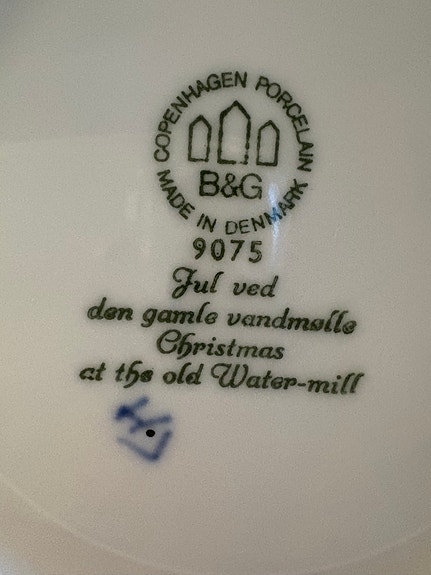 COPENHAGEN PORCELAIN
B&G
MADE IN DENMARK
9075
Jul ved
den gamle vandmølle
Christmas
at the old Water-mill